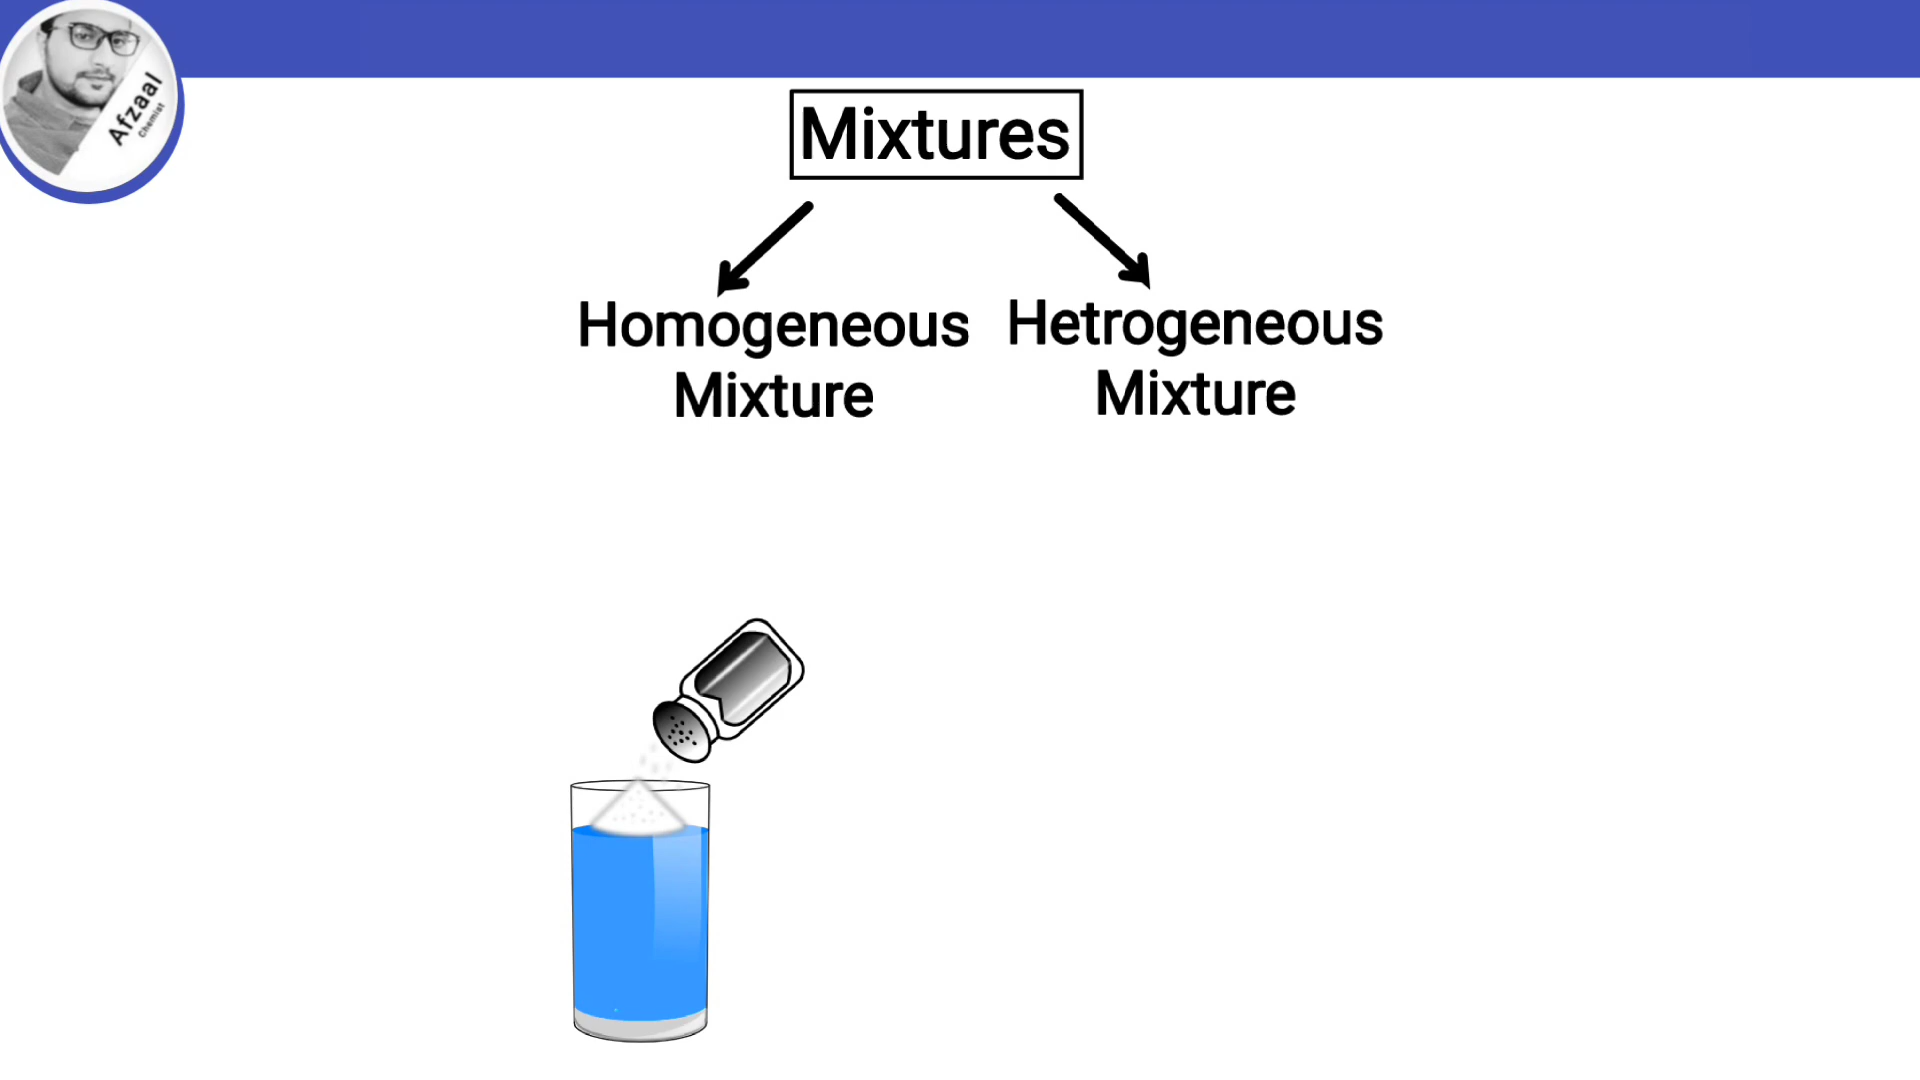 Afzaal
Chemist
Mixtures
Homogeneous
Mixture
Hetrogeneous
Mixture